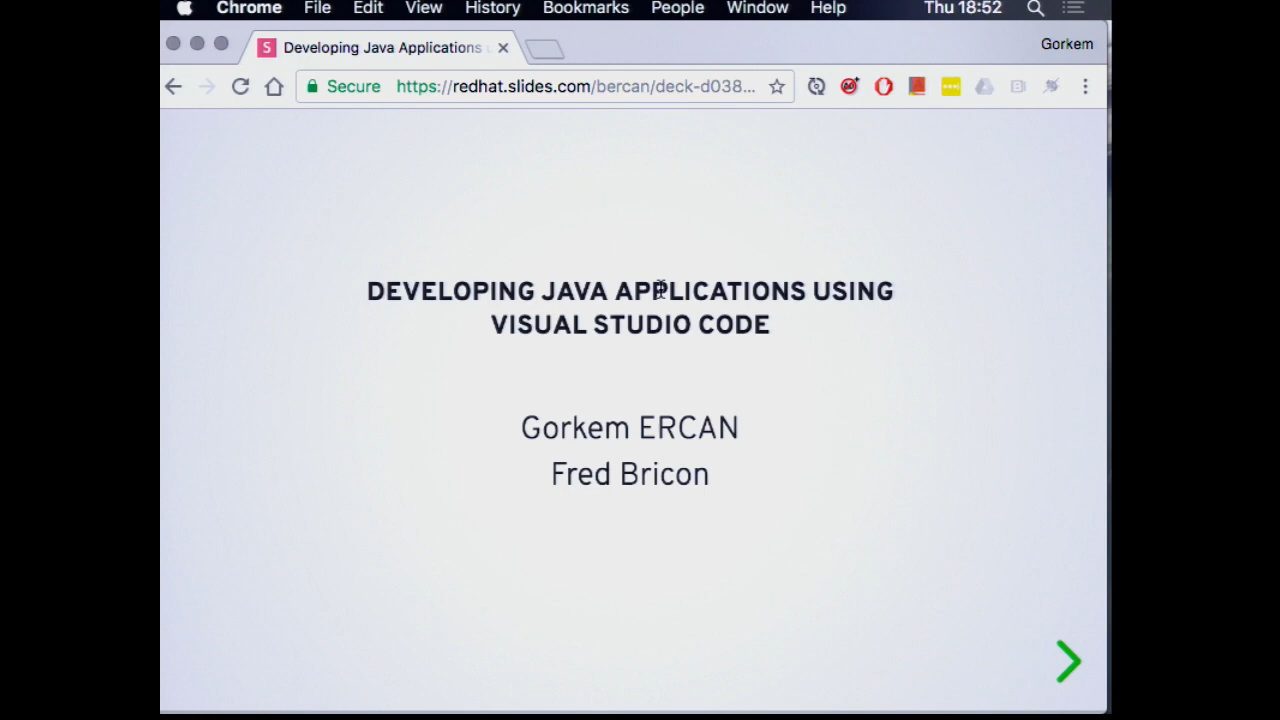 Chrome File Edit View History Bookmarks People Window Help Thu 18:52
S Developing Java Applications u Gorkem
Secure https://redhat.slides.com/bercan/deck-d038...
DEVELOPING JAVA APPLICATIONS USING
VISUAL STUDIO CODE
Gorkem ERCAN
Fred Bricon